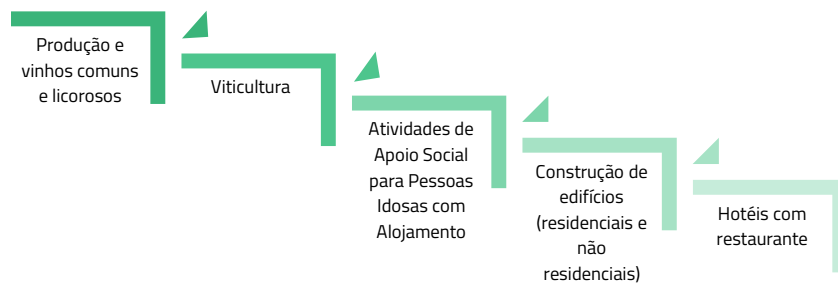 Produção e
vinhos comuns
e licorosos
Viticultura
Atividades de
Apoio Social
para Pessoas
Idosas com
Alojamento
Construção de
edifícios
(residenciais e
não
residenciais)
Hotéis com
restaurante